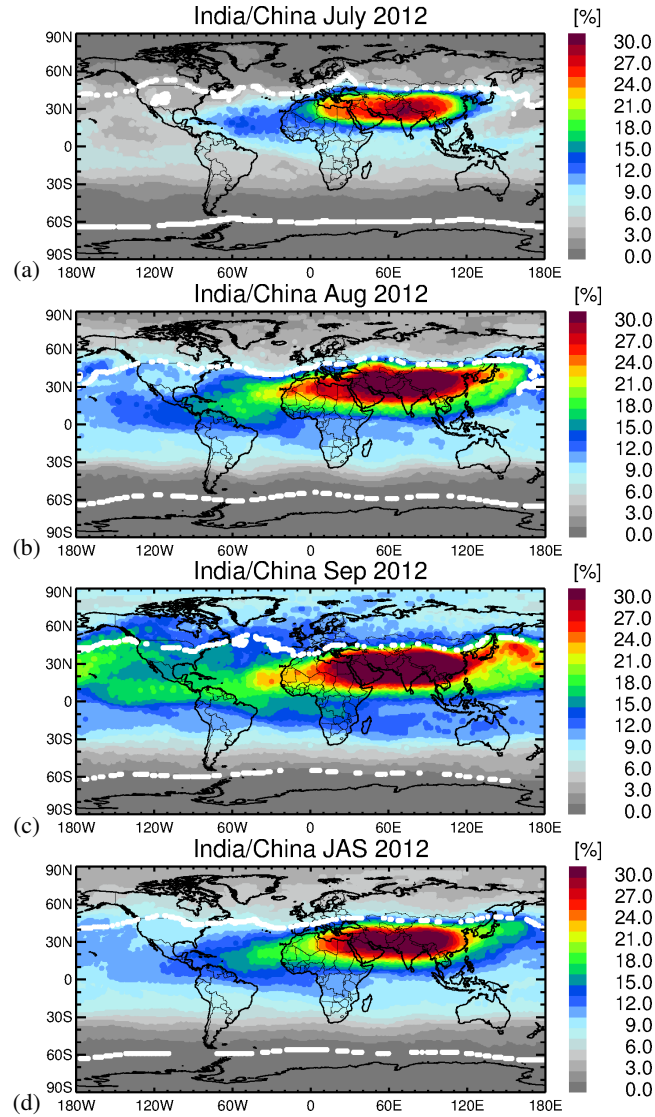 India/China July 2012 [%]
90N
60N
30N
0
30S
60S
90S
180W 120W 60W 0 60E 120E 180E
30.0
27.0
24.0
21.0
18.0
15.0
12.0
9.0
6.0
3.0
0.0
(a)
India/China Aug 2012 [%]
90N
60N
30N
0
30S
60S
90S
180W 120W 60W 0 60E 120E 180E
30.0
27.0
24.0
21.0
18.0
15.0
12.0
9.0
6.0
3.0
0.0
(b)
India/China Sep 2012 [%]
90N
60N
30N
0
30S
60S
90S
180W 120W 60W 0 60E 120E 180E
30.0
27.0
24.0
21.0
18.0
15.0
12.0
9.0
6.0
3.0
0.0
(c)
India/China JAS 2012 [%]
90N
60N
30N
0
30S
60S
90S
180W 120W 60W 0 60E 120E 180E
30.0
27.0
24.0
21.0
18.0
15.0
12.0
9.0
6.0
3.0
0.0
(d)